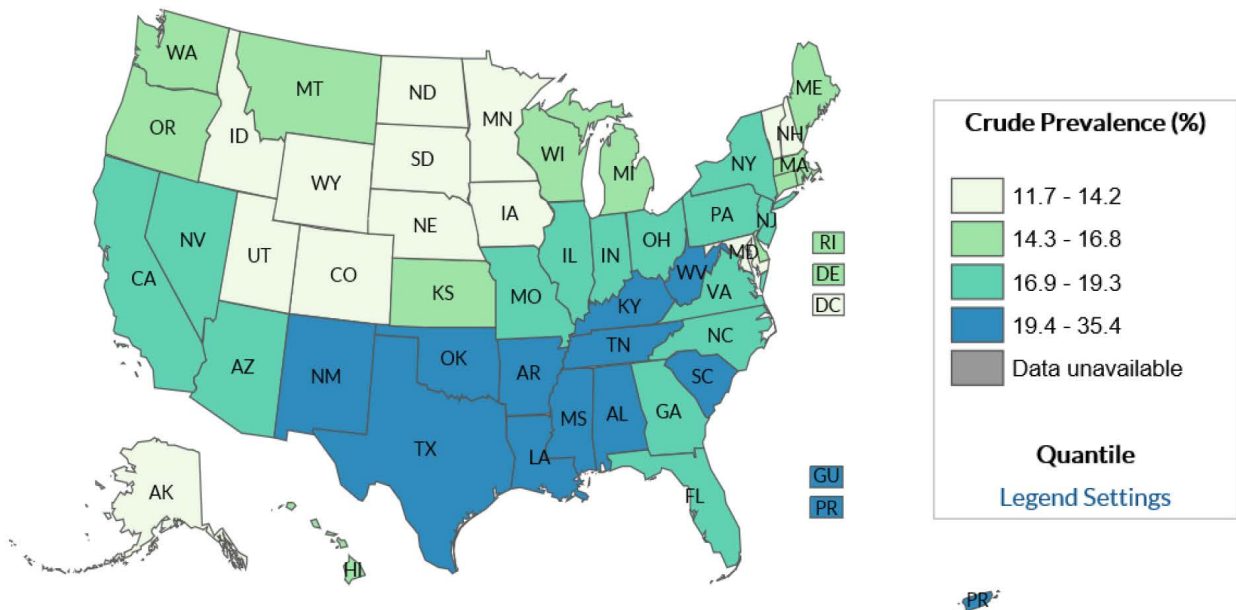 WA
MT
ND
MN
ME
OR
ID
WY
SD
WI
MI
NH
MA
NY
NV
UT
CO
NE
IA
IL
IN
OH
PA
NJ
MD
CA
KS
MO
WV
VA
KY
AZ
NM
OK
AR
TN
NC
SC
TX
LA
MS
AL
GA
FL
AK
HI
RI
DE
DC
GU
PR
PR
Crude Prevalence (%)
11.7 - 14.2
14.3 - 16.8
16.9 - 19.3
19.4 - 35.4
Data unavailable
Quantile
Legend Settings